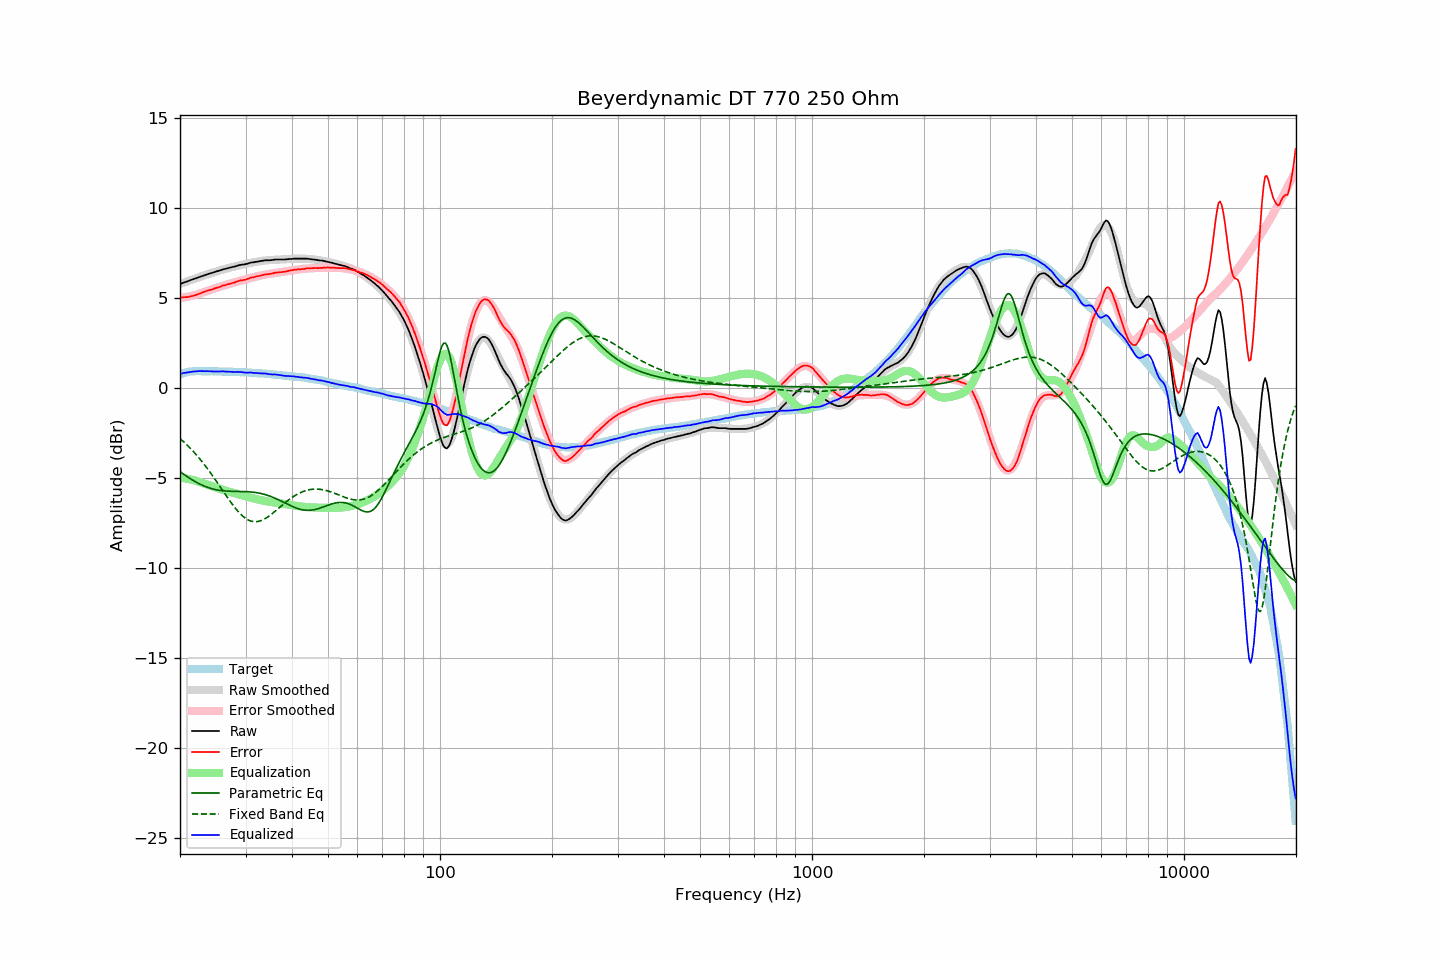 Beyerdynamic DT 770 250 Ohm
15
10
5
0
−5
−10
−15
−20
−25
Amplitude (dBr)
Target
Raw Smoothed
Error Smoothed
Raw
Error
Equalization
Parametric Eq
Fixed Band Eq
Equalized
100
1000
10000
Frequency (Hz)